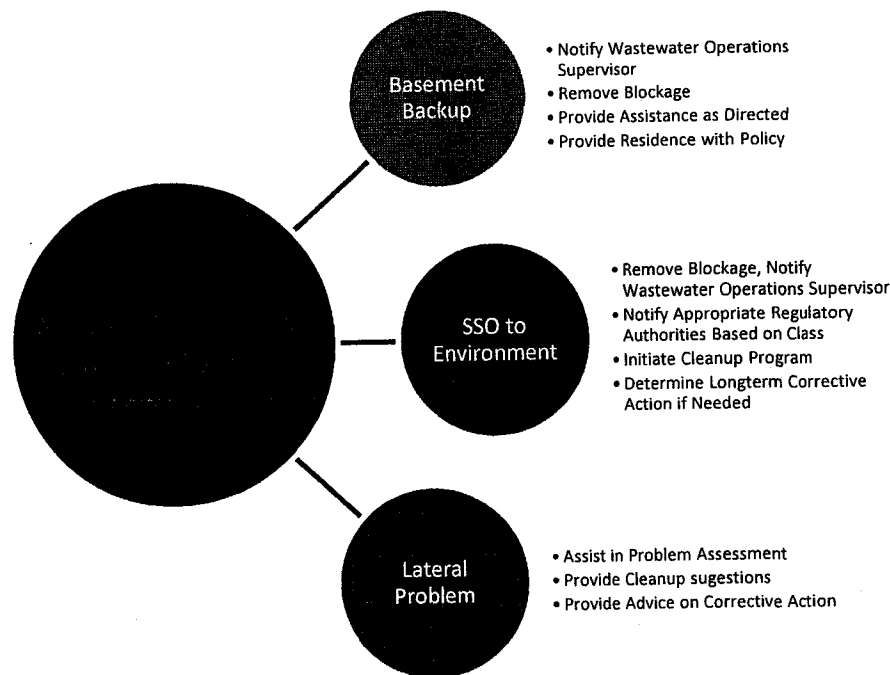 Basement
Backup
• Notify Wastewater Operations
Supervisor
• Remove Blockage
• Provide Assistance as Directed
• Provide Residence with Policy
SSO to
Environment
• Remove Blockage, Notify
Wastewater Operations Supervisor
• Notify Appropriate Regulatory
Authorities Based on Class
• Initiate Cleanup Program
• Determine Longterm Corrective
Action if Needed
Lateral
Problem
• Assist in Problem Assessment
• Provide Cleanup sugestions
• Provide Advice on Corrective Action